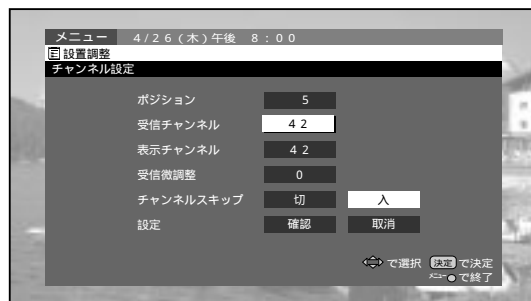 メニュー 4/26(木)午後 8:00
設置調整
チャンネル設定
ポジション 5
受信チャンネル 42
表示チャンネル 42
受信微調整 0
チャンネルスキップ 切 入
設定 確認 取消
で選択 決定 で決定
メニュー で終了